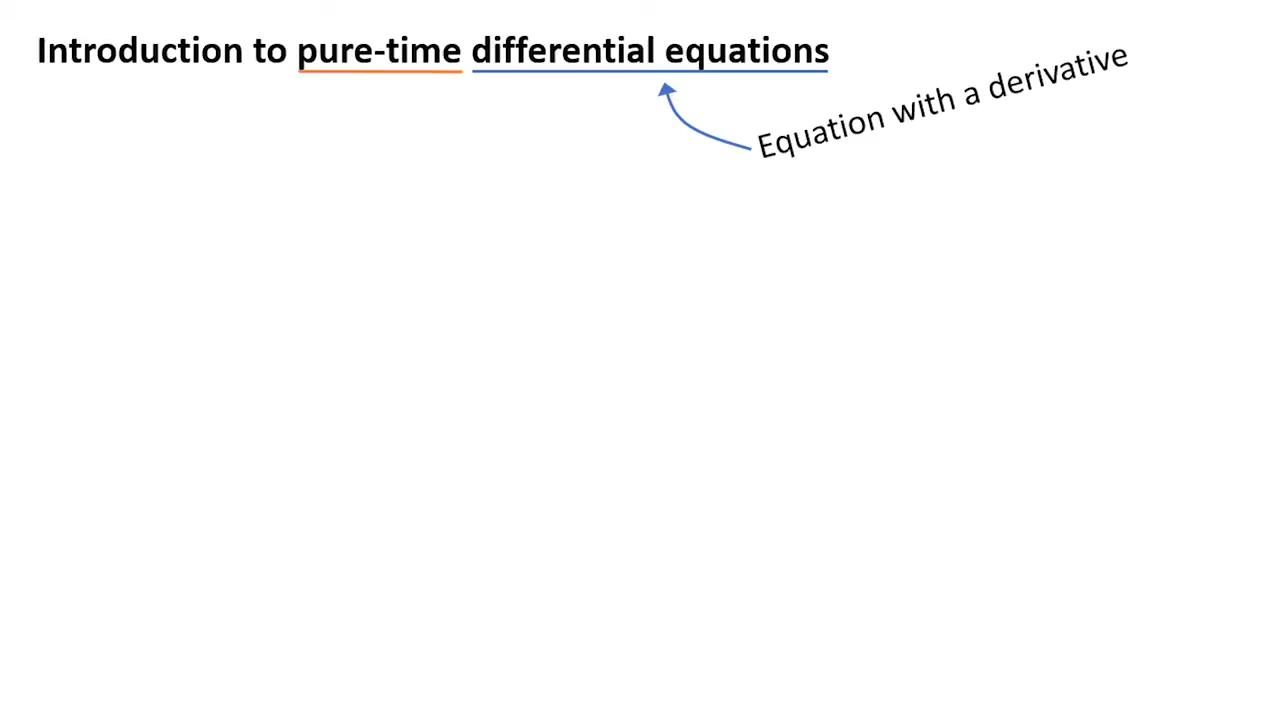 Introduction to pure-time differential equations
Equation with a derivative